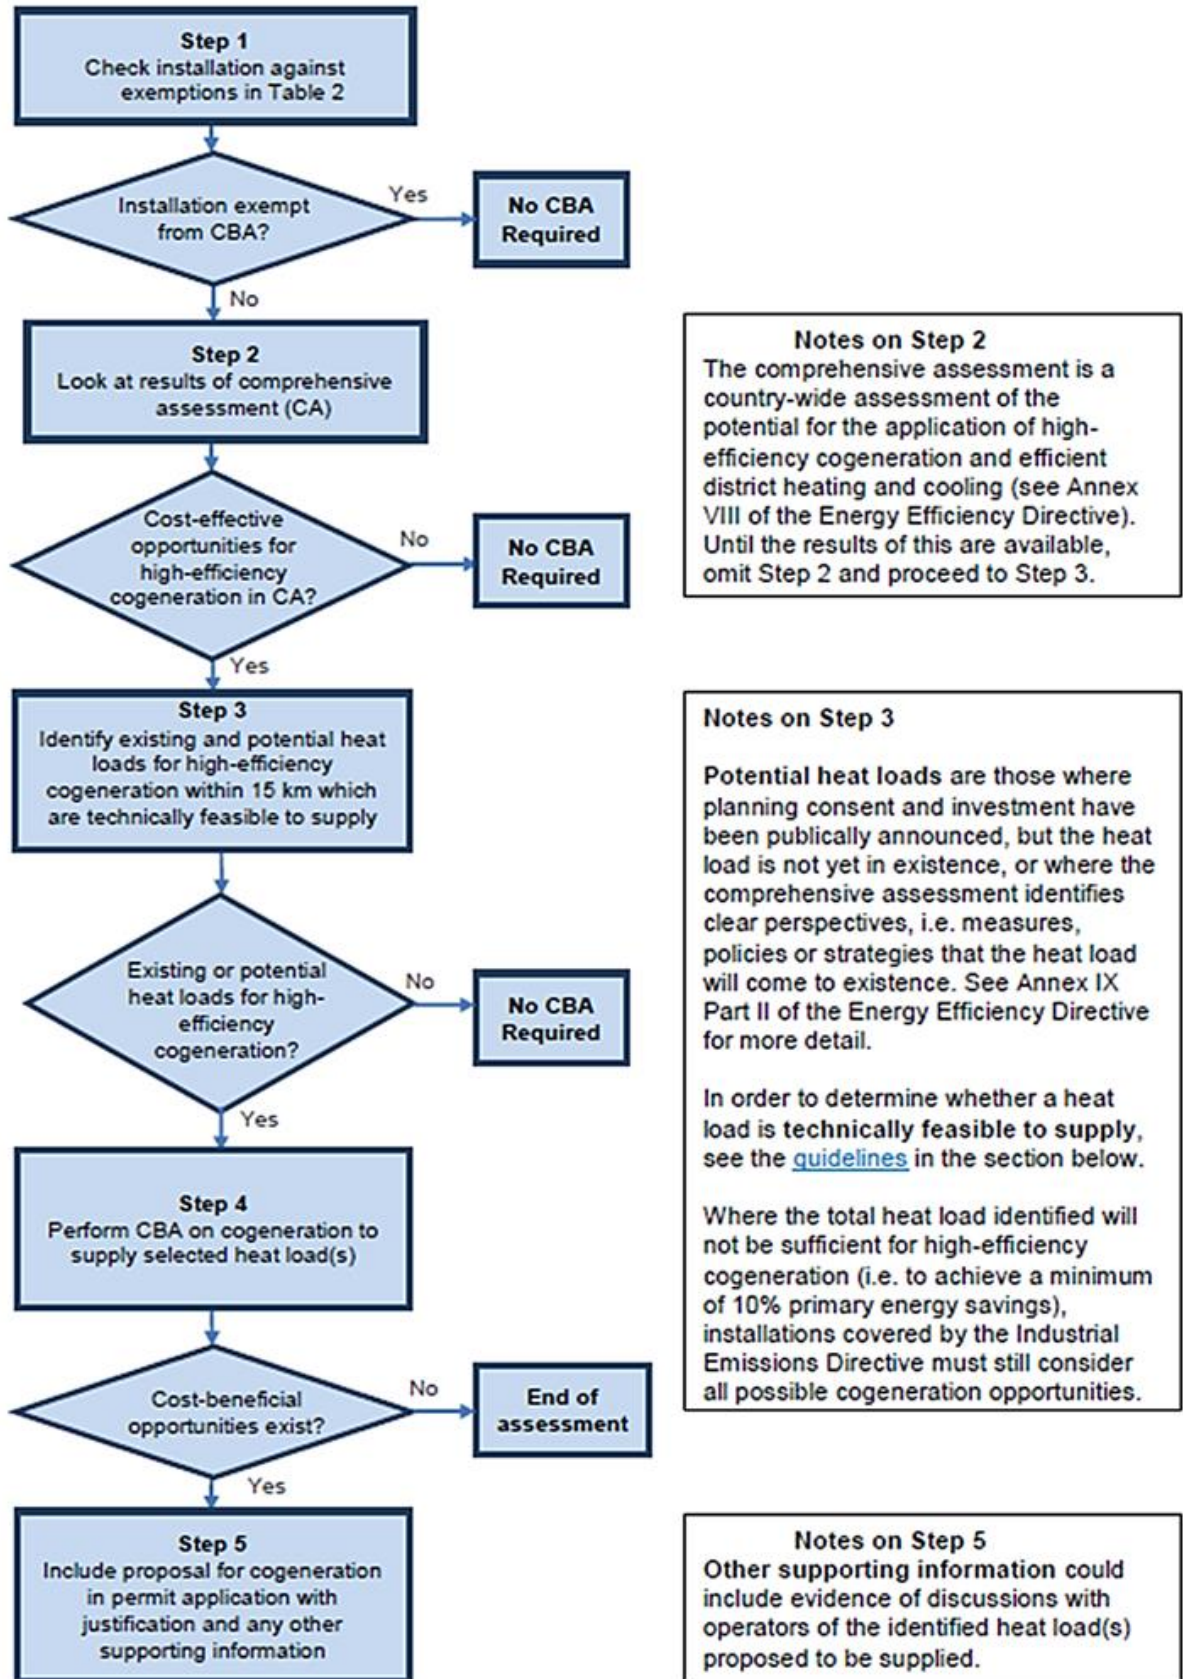 Step 1
Check installation against
exemptions in Table 2
Installation exempt
from CBA?
Yes
No CBA
Required
No
Step 2
Look at results of comprehensive
assessment (CA)
Notes on Step 2
The comprehensive assessment is a
country-wide assessment of the
potential for the application of high-
efficiency cogeneration and efficient
district heating and cooling (see Annex
VIII of the Energy Efficiency Directive).
Until the results of this are available,
omit Step 2 and proceed to Step 3.
Cost-effective
opportunities for
high-efficiency
cogeneration in CA?
No
No CBA
Required
Yes
Step 3
Identify existing and potential heat
loads for high-efficiency
cogeneration within 15 km which
are technically feasible to supply
Notes on Step 3
Potential heat loads are those where
planning consent and investment have
been publically announced, but the heat
load is not yet in existence, or where the
comprehensive assessment identifies
clear perspectives, i.e. measures,
policies or strategies that the heat load
will come to existence. See Annex IX
Part II of the Energy Efficiency Directive
for more detail.
In order to determine whether a heat
load is technically feasible to supply,
see the guidelines in the section below.
Where the total heat load identified will
not be sufficient for high-efficiency
cogeneration (i.e. to achieve a minimum
of 10% primary energy savings),
installations covered by the Industrial
Emissions Directive must still consider
all possible cogeneration opportunities.
Existing or potential
heat loads for high-
efficiency
cogeneration?
No
No CBA
Required
Yes
Step 4
Perform CBA on cogeneration to
supply selected heat load(s)
Cost-beneficial
opportunities exist?
No
End of
assessment
Yes
Step 5
Include proposal for cogeneration
in permit application with
justification and any other
supporting information
Notes on Step 5
Other supporting information could
include evidence of discussions with
operators of the identified heat load(s)
proposed to be supplied.